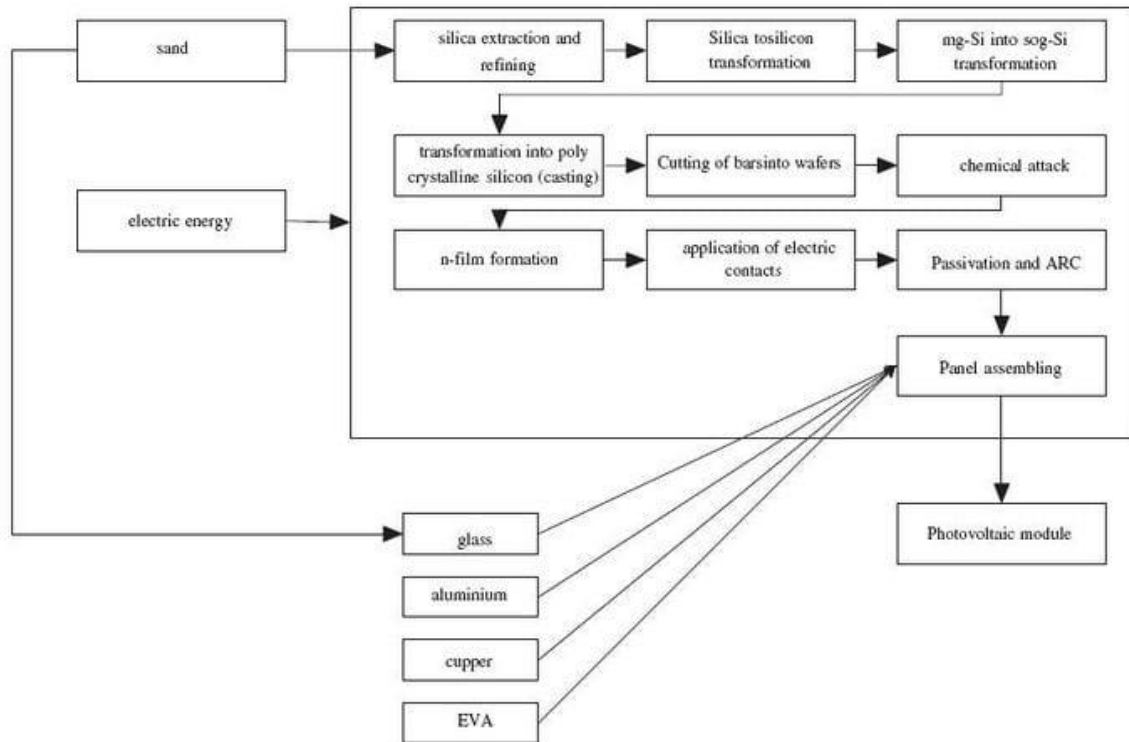 sand
silica extraction and
refining
Silica tosilicon
transformation
mg-Si into sog-Si
transformation
transformation into poly
crystalline silicon (casting)
Cutting of barsinto wafers
chemical attack
electric energy
n-film formation
application of electric
contacts
Passivation and ARC
Panel assembling
glass
Photovoltaic module
aluminium
cupper
EVA